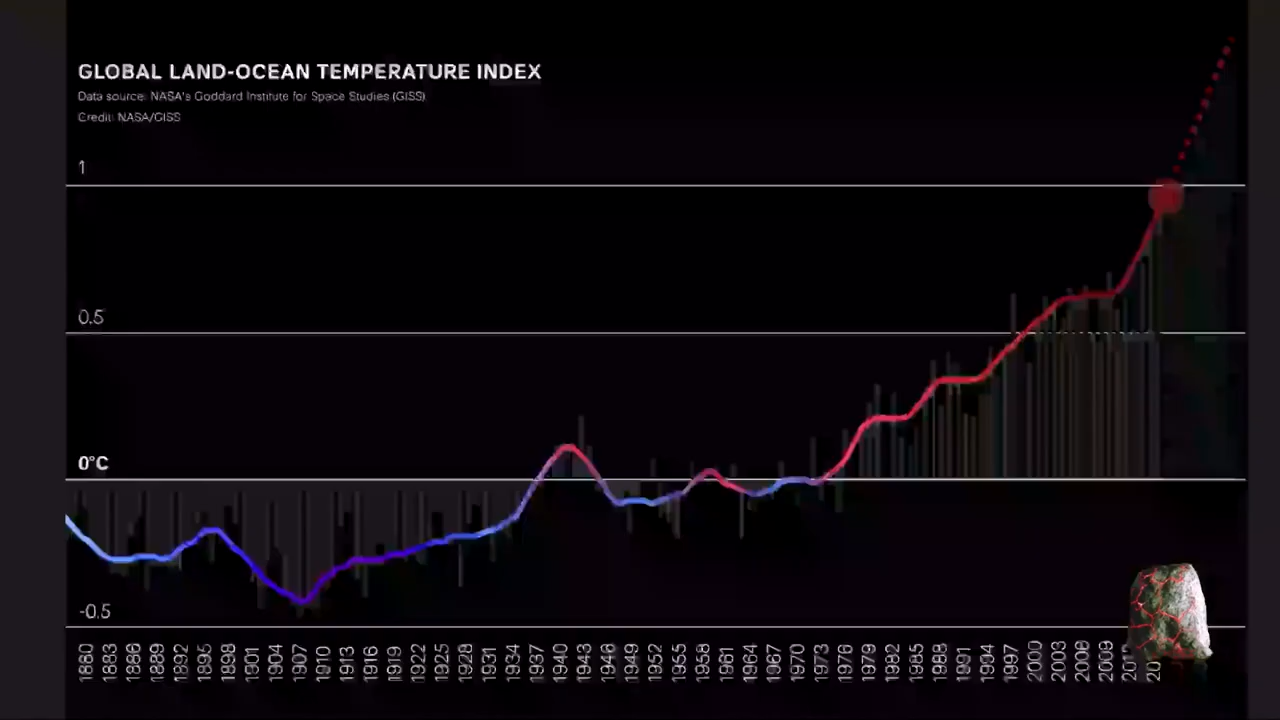 GLOBAL LAND-OCEAN TEMPERATURE INDEX
Data source: NASA's Goddard Institute for Space Studies (GISS)
Credit: NASA/GISS
1
0.5
0°C
-0.5
1880 1883 1886 1889 1892 1895 1898 1901 1904 1907 1910 1913 1916 1919 1922 1925 1928 1931 1934 1937 1940 1943 1946 1949 1952 1955 1958 1961 1964 1967 1970 1973 1976 1979 1982 1985 1988 1991 1994 1997 2000 2003 2006 2009